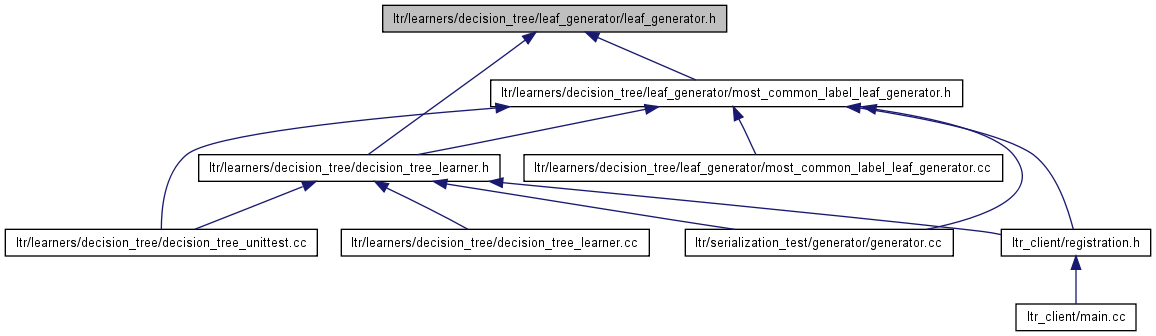 ltr/learners/decision_tree/leaf_generator/leaf_generator.h
ltr/learners/decision_tree/leaf_generator/most_common_label_leaf_generator.h
ltr/learners/decision_tree/decision_tree_learner.h
ltr/learners/decision_tree/leaf_generator/most_common_label_leaf_generator.cc
ltr/learners/decision_tree/decision_tree_unittest.cc
ltr/learners/decision_tree/decision_tree_learner.cc
ltr/serialization_test/generator/generator.cc
ltr_client/registration.h
ltr_client/main.cc